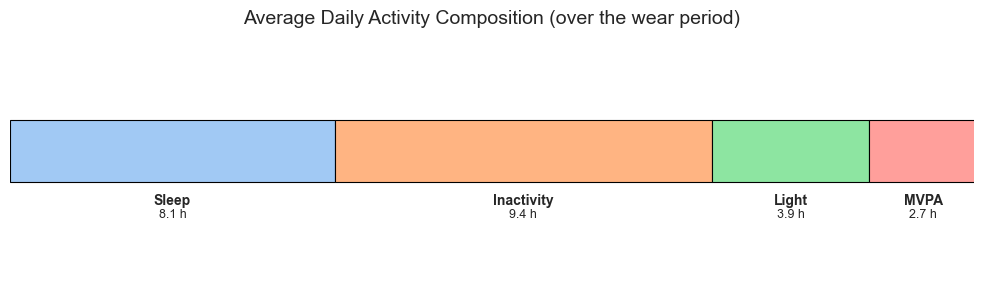 Average Daily Activity Composition (over the wear period)
Sleep
8.1 h
Inactivity
9.4 h
Light
3.9 h
MVPA
2.7 h